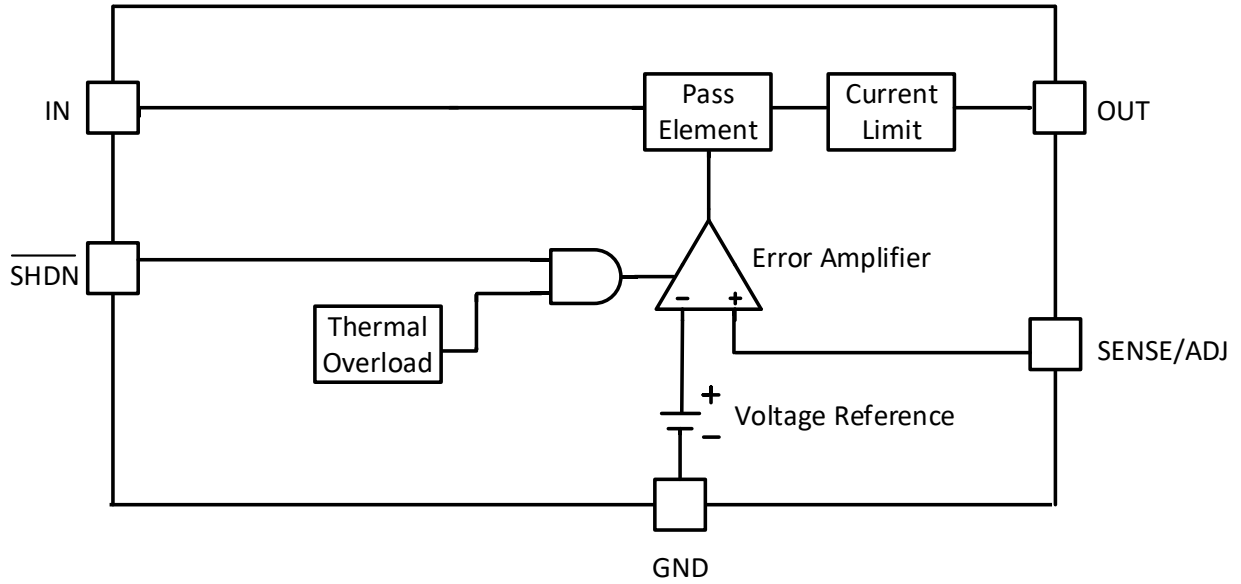 Pass
Element
Current
Limit
IN
OUT
SHDN
Error Amplifier
- +
Thermal
Overload
SENSE/ADJ
+
Voltage Reference
-
GND